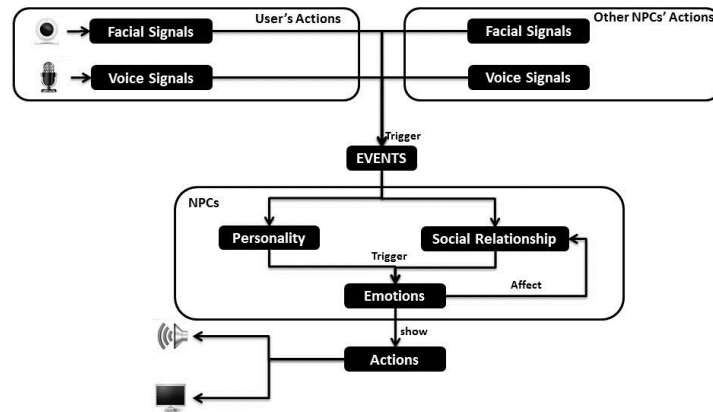 User's Actions
Other NPCs' Actions
Facial Signals
Facial Signals
Voice Signals
Voice Signals
Trigger
EVENTS
NPCs
Personality
Social Relationship
Trigger
Affect
Emotions
show
Actions